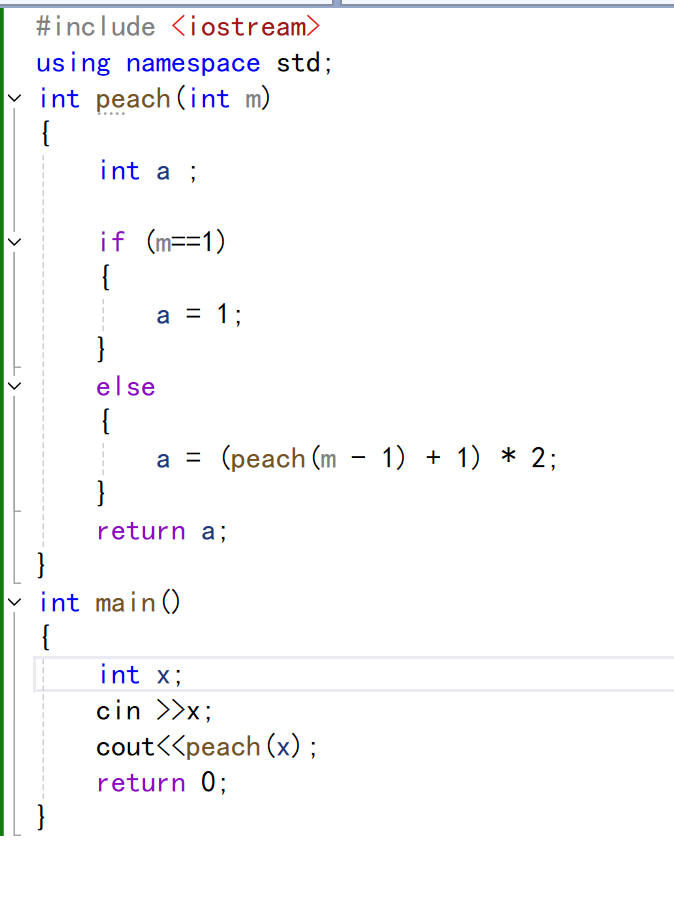 #include <iostream>
using namespace std;
int peach(int m)
{
int a ;
if (m==1)
{
a = 1;
}
else
{
a = (peach(m - 1) + 1) * 2;
}
return a;
}
int main()
{
int x;
cin >>x;
cout<<peach(x);
return 0;
}